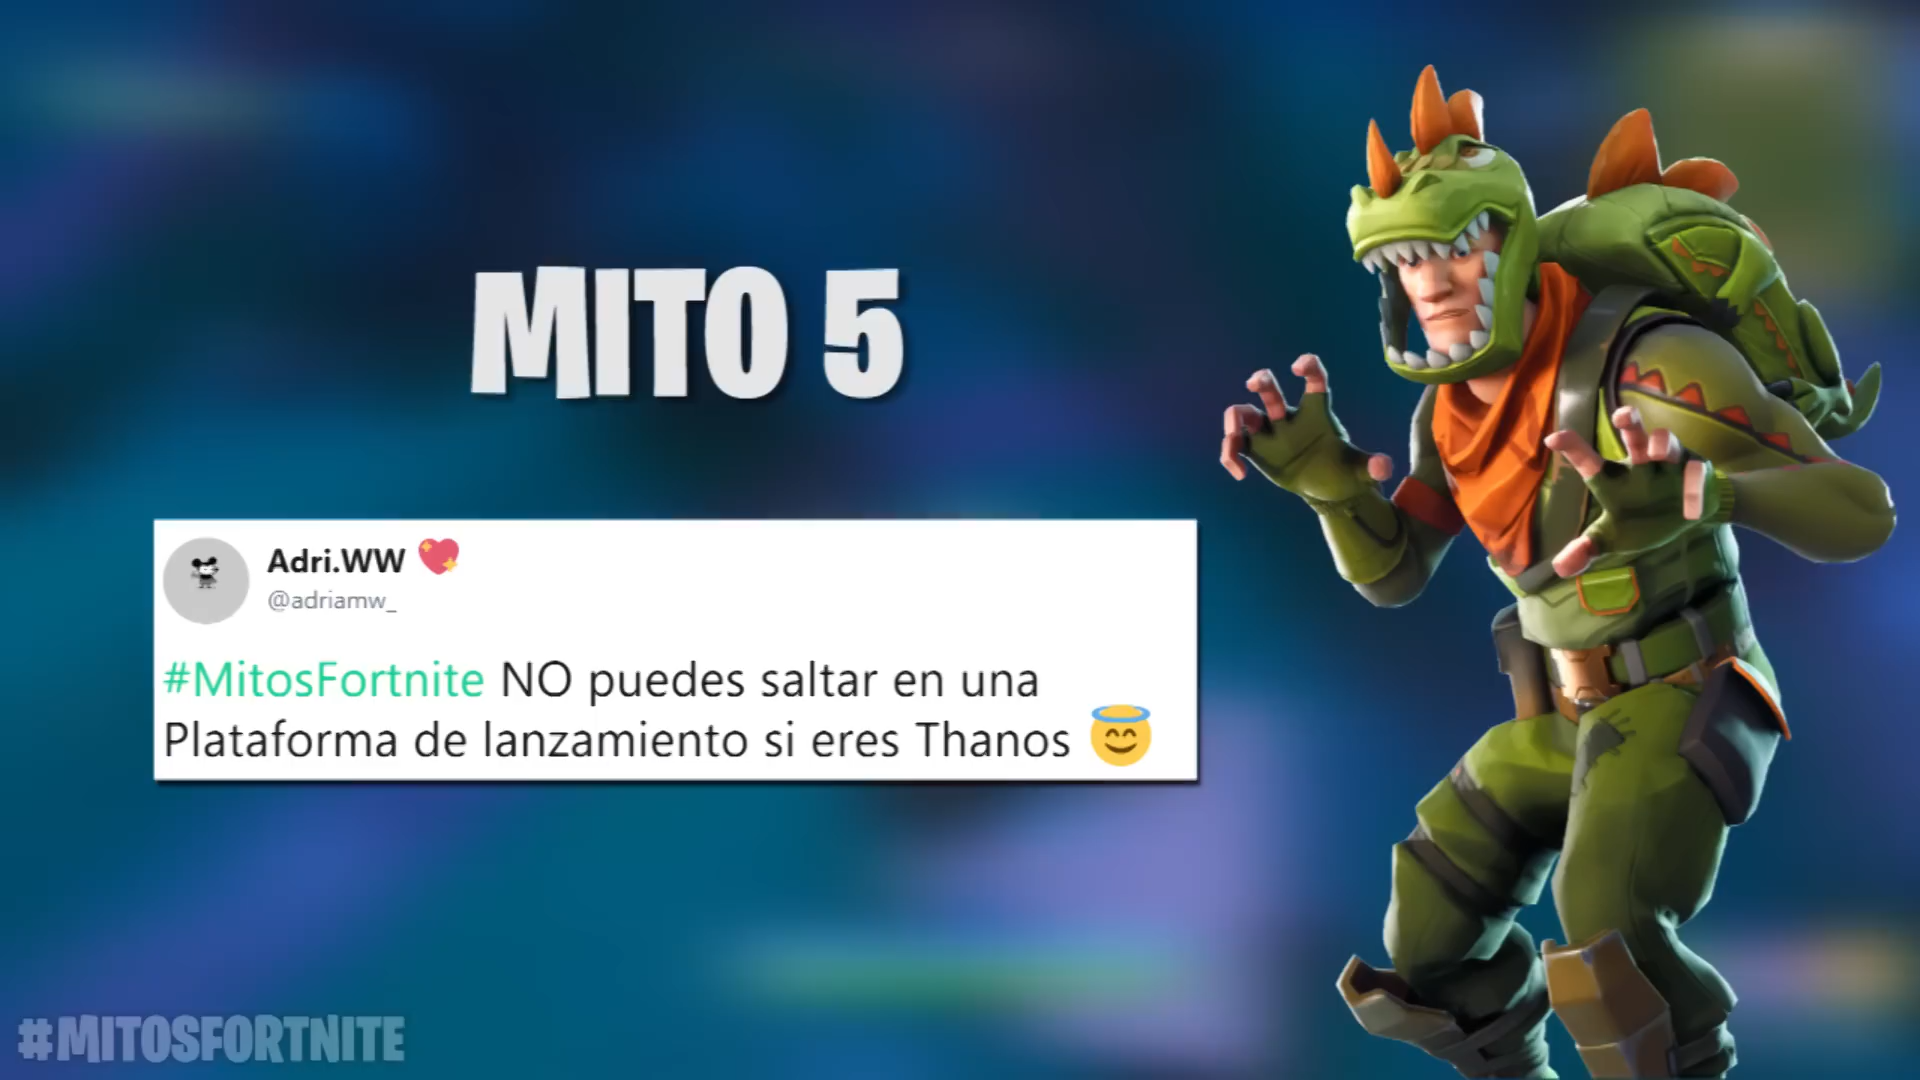 MITO 5
Adri.WW 💖
@adriamw_
#MitosFortnite NO puedes saltar en una
Plataforma de lanzamiento si eres Thanos 😇
#MITOSFORTNITE